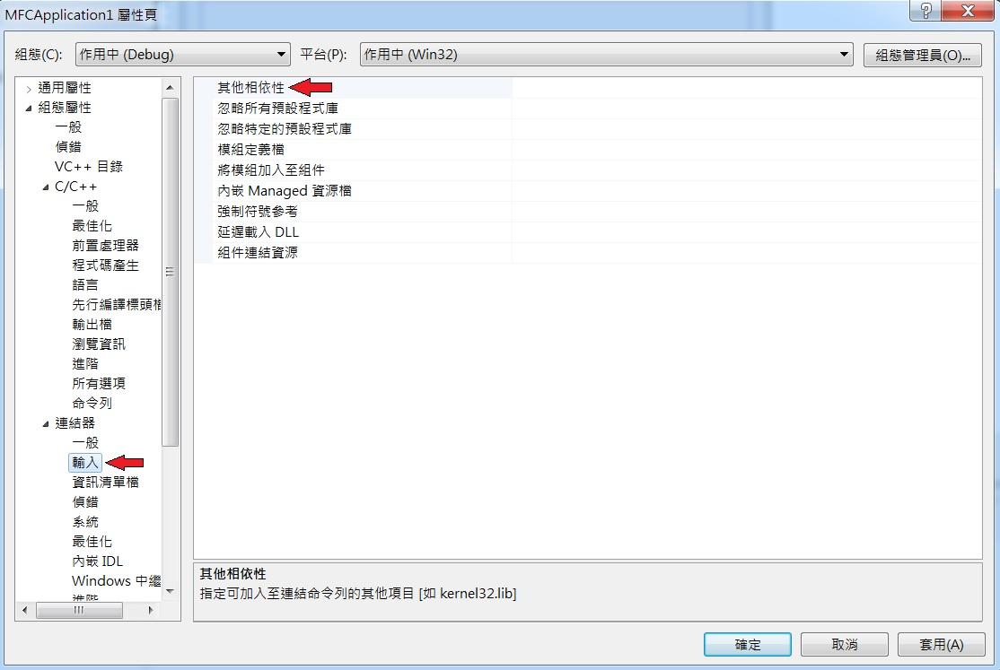 MFCApplication1 屬性頁
組態(C): 作用中 (Debug) 平台(P): 作用中 (Win32) 組態管理員(O)...
通用屬性
組態屬性
一般
偵錯
VC++ 目錄
C/C++
一般
最佳化
前置處理器
程式碼產生
語言
先行編譯標頭檔
輸出檔
瀏覽資訊
進階
所有選項
命令列
連結器
一般
輸入
資訊清單檔
偵錯
系統
最佳化
內嵌 IDL
Windows 中繼
進階
其他相依性
忽略所有預設程式庫
忽略特定的預設程式庫
模組定義檔
將模組加入至組件
內嵌 Managed 資源檔
強制符號參考
延遲載入 DLL
組件連結資源
其他相依性
指定可加入至連結命令列的其他項目 [如 kernel32.lib]
確定 取消 套用(A)